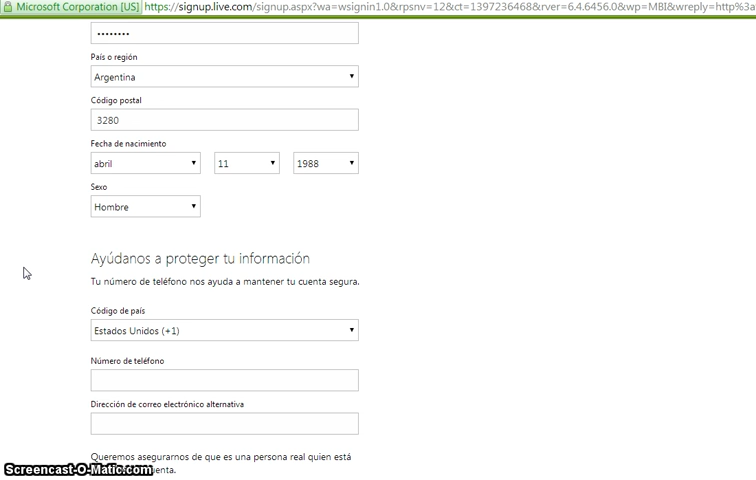 Microsoft Corporation [US] https://signup.live.com/signup.aspx?wa=wsignin1.0&rpsnv=12&ct=1397236468&rver=6.4.6456.0&wp=MBI&wreply=http%3a
••••••••
País o región
Argentina
Código postal
3280
Fecha de nacimiento
abril 11 1988
Sexo
Hombre
Ayúdanos a proteger tu información
Tu número de teléfono nos ayuda a mantener tu cuenta segura.
Código de país
Estados Unidos (+1)
Número de teléfono
Dirección de correo electrónico alternativa
Queremos asegurarnos de que es una persona real quien está
Screencast-O-Matic.com enta.